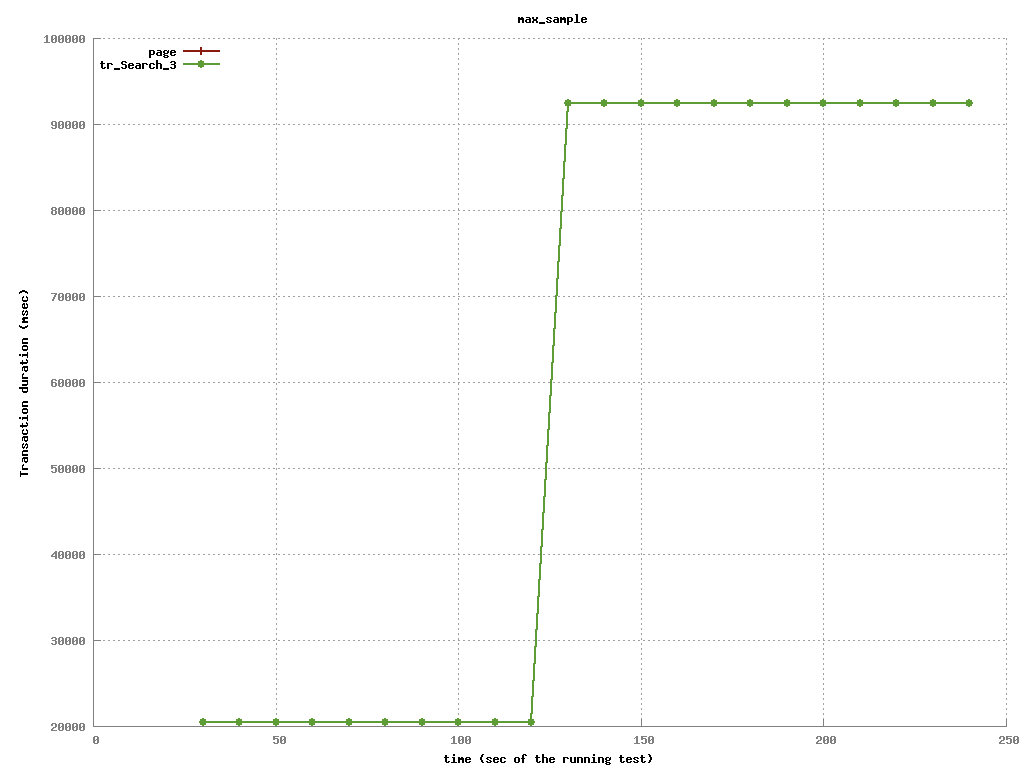 max_sample
page
tr_Search_3
Transaction duration (msec)
100000
90000
80000
70000
60000
50000
40000
30000
20000
0 50 100 150 200 250
time (sec of the running test)